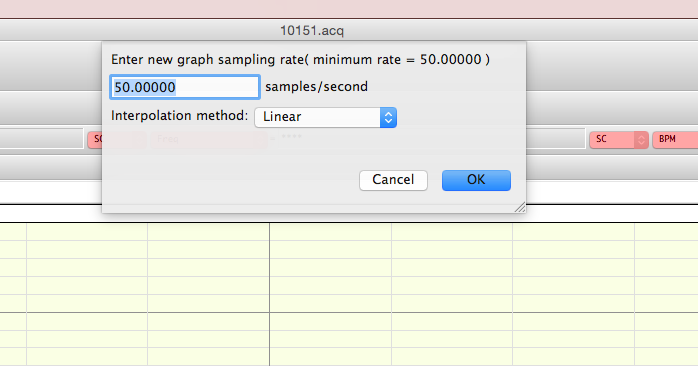 10151.acq
Enter new graph sampling rate( minimum rate = 50.00000 )
50.00000 samples/second
Interpolation method: Linear
SC BPM
Cancel OK